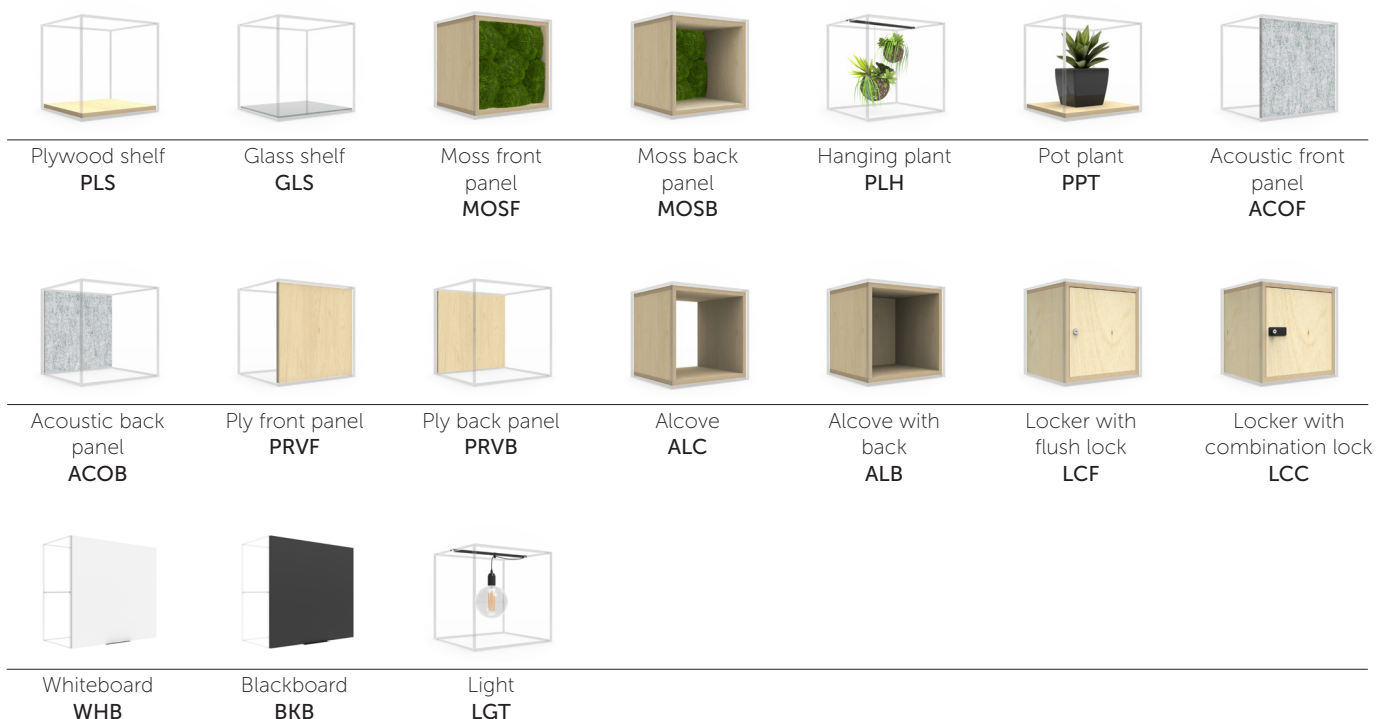 Plywood shelf
PLS
Glass shelf
GLS
Moss front
panel
MOSF
Moss back
panel
MOSB
Hanging plant
PLH
Pot plant
PPT
Acoustic front
panel
ACOF
Acoustic back
panel
ACOB
Ply front panel
PRVF
Ply back panel
PRVB
Alcove
ALC
Alcove with
back
ALB
Locker with
flush lock
LCF
Locker with
combination lock
LCC
Whiteboard
WHB
Blackboard
BKB
Light
LGT